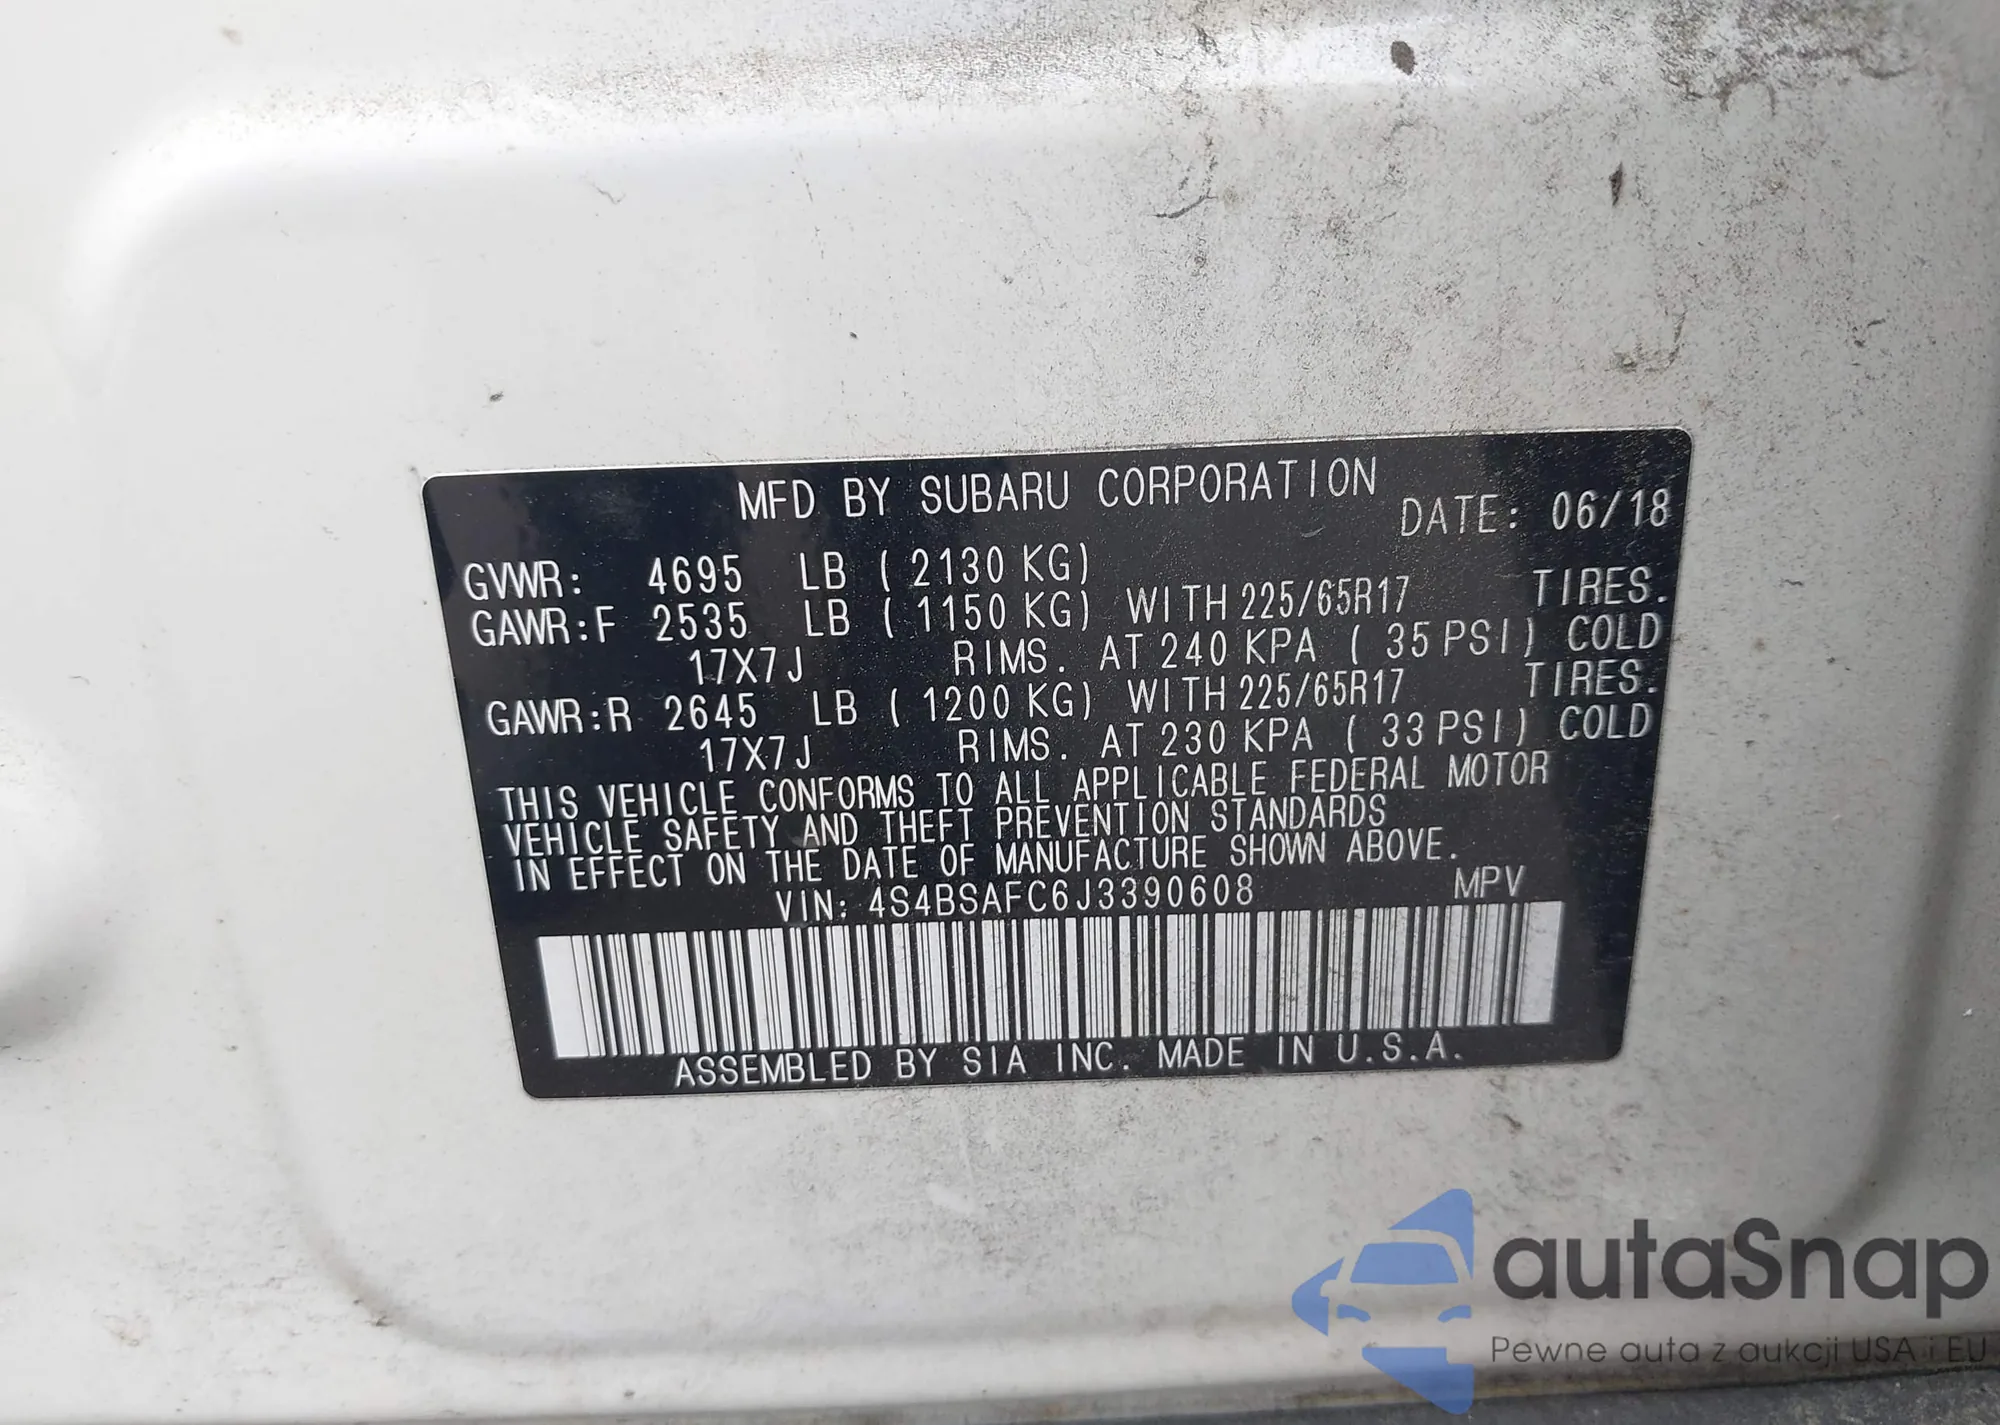 MFD BY SUBARU CORPORATION DATE: 06/18
GVWR: 4695 LB ( 2130 KG)
GAWR:F 2535 LB ( 1150 KG) WITH 225/65R17 TIRES.
17X7J RIMS. AT 240 KPA ( 35 PSI) COLD
GAWR:R 2645 LB ( 1200 KG) WITH 225/65R17 TIRES.
17X7J RIMS. AT 230 KPA ( 33 PSI) COLD
THIS VEHICLE CONFORMS TO ALL APPLICABLE FEDERAL MOTOR
VEHICLE SAFETY AND THEFT PREVENTION STANDARDS
IN EFFECT ON THE DATE OF MANUFACTURE SHOWN ABOVE.
VIN: 4S4BSAFC6J3390608 MPV
ASSEMBLED BY SIA INC. MADE IN U.S.A.
autaSnap
Pewne auta z aukcji USA i EU